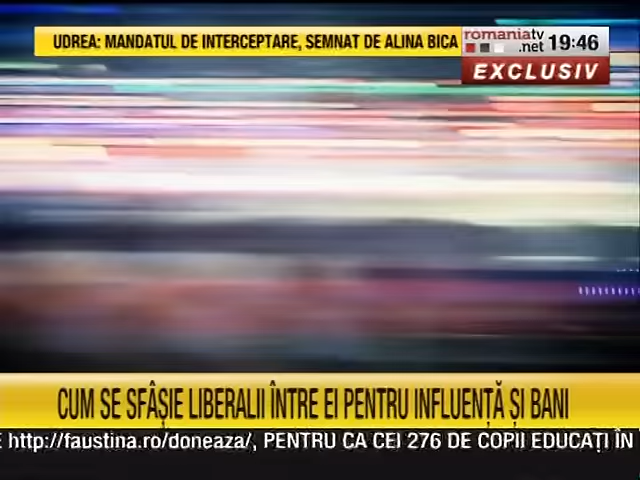 UDREA: MANDATUL DE INTERCEPTARE, SEMNAT DE ALINA BICA
romaniatv
.net 19:46
EXCLUSIV
CUM SE SFÂȘIE LIBERALII ÎNTRE EI PENTRU INFLUENȚĂ ȘI BANI
E http://faustina.ro/doneaza/, PENTRU CA CEI 276 DE COPII EDUCAȚI ÎN